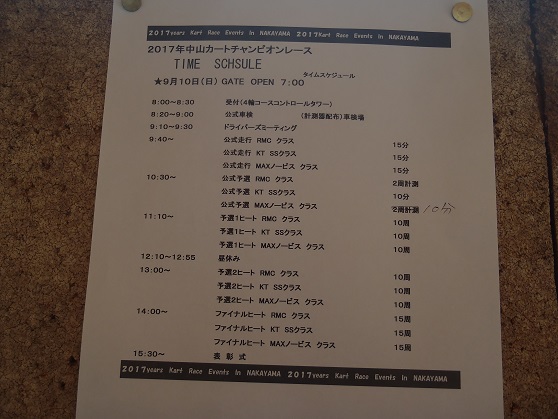 2017years Kart Race Events In NAKAYAMA 2017 Kart Race Events In NAKAYAMA
2017年中山カートチャンピオンレース
TIME SCHSULE
タイムスケジュール
★9月10日(日) GATE OPEN 7:00
8:00～8:30 受付(4輪コースコントロールタワー)
8:20～9:00 公式車検 (計測器配布)車検場
9:10～9:30 ドライバーズミーティング
9:40～ 公式走行 RMC クラス 15分
公式走行 KT SSクラス 15分
公式走行 MAXノービス クラス 15分
10:30～ 公式予選 RMC クラス 2周計測
公式予選 KT SSクラス 10分
公式予選 MAXノービス クラス 2周計測 10分
11:10～ 予選1ヒート RMC クラス 10周
予選1ヒート KT SSクラス 10周
予選1ヒート MAXノービス クラス 10周
12:10～12:55 昼休み
13:00～ 予選2ヒート RMC クラス 10周
予選2ヒート KT SSクラス 10周
予選2ヒート MAXノービス クラス 10周
14:00～ ファイナルヒート RMC クラス 15周
ファイナルヒート KT SSクラス 15周
ファイナルヒート MAXノービス クラス 15周
15:30～ 表 彰 式
2017years Kart Race Events In NAKAYAMA 2017years Kart Race Events In NAKAYAMA